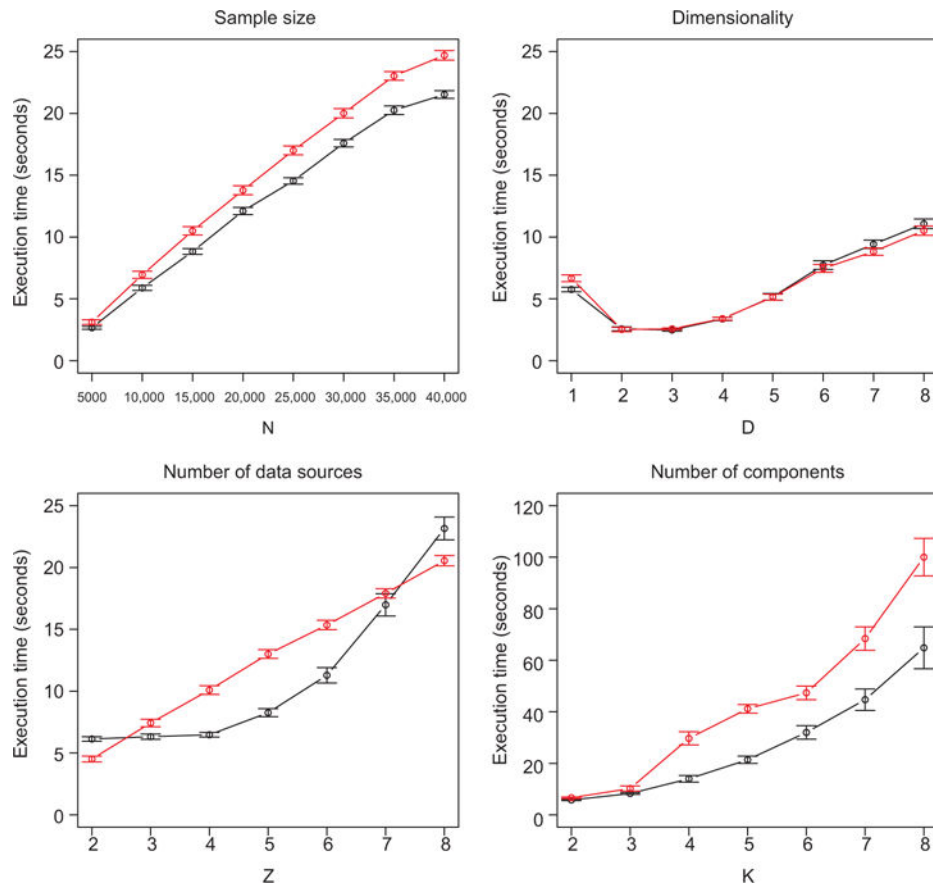 Sample size
Execution time (seconds)
25
20
15
10
5
0
5000 10,000 15,000 20,000 25,000 30,000 35,000 40,000
N
Dimensionality
Execution time (seconds)
25
20
15
10
5
0
1 2 3 4 5 6 7 8
D
Number of data sources
Execution time (seconds)
25
20
15
10
5
0
2 3 4 5 6 7 8
Z
Number of components
Execution time (seconds)
120
100
80
60
40
20
0
2 3 4 5 6 7 8
K